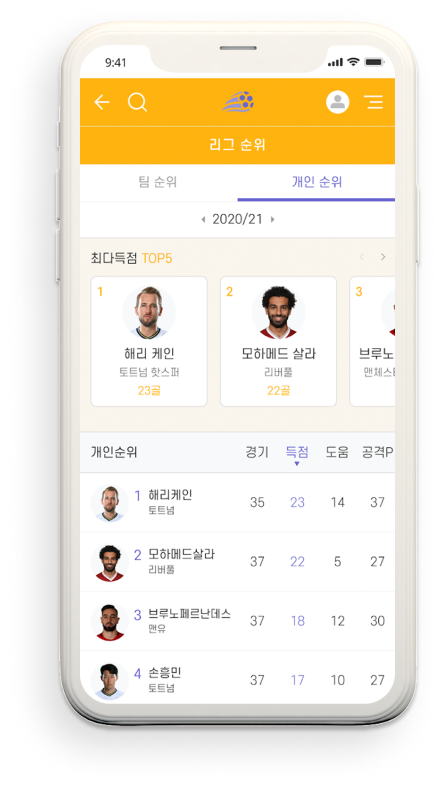 9:41
리그 순위
팀 순위 개인 순위
2020/21
최다득점 TOP5
1 2 3
해리 케인 모하메드 살라 브루노
토트넘 핫스퍼 리버풀
23골 22골
개인순위 경기 득점 도움 공격P
1 해리케인 35 23 14 37
토트넘
2 모하메드살라 37 22 5 27
리버풀
3 브루노페르난데스 37 18 12 30
맨유
4 손흥민 37 17 10 27
토트넘